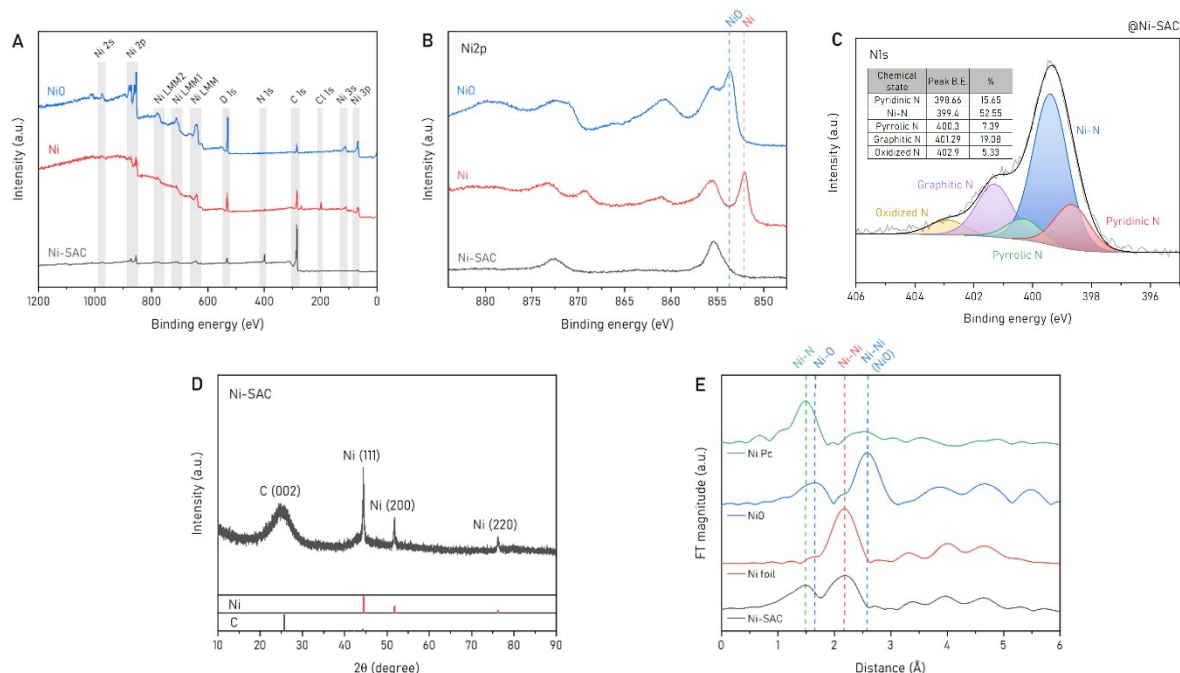 A
Ni 2s
Ni 2p
Ni LMM2
Ni LMM1
Ni LMM
O 1s
N 1s
C 1s
Cl 1s
Ni 3s
Ni 3p
NiO
Ni
Ni-SAC
Intensity (a.u.)
1200 1000 800 600 400 200 0
Binding energy (eV)
B
Ni2p
NiO
Ni
NiO
Ni
Ni-SAC
Intensity (a.u.)
880 875 870 865 860 855 850
Binding energy (eV)
C
@Ni-SAC
N1s
Chemical state Peak B.E. %
Pyridinic N 398.66 15.65
Ni-N 399.4 52.55
Pyrrolic N 400.3 7.39
Graphitic N 401.29 19.08
Oxidized N 402.9 5.33
Ni-N
Graphitic N
Oxidized N
Pyridinic N
Pyrrolic N
Intensity (a.u.)
406 404 402 400 398 396
Binding energy (eV)
D
Ni-SAC
C (002)
Ni (111)
Ni (200)
Ni (220)
Ni
C
Intensity (a.u.)
10 20 30 40 50 60 70 80 90
2θ (degree)
E
Ni-N
Ni-O
Ni-Ni
Ni-Ni
(NiO)
Ni Pc
NiO
Ni foil
Ni-SAC
FT magnitude (a.u.)
0 1 2 3 4 5 6
Distance (Å)